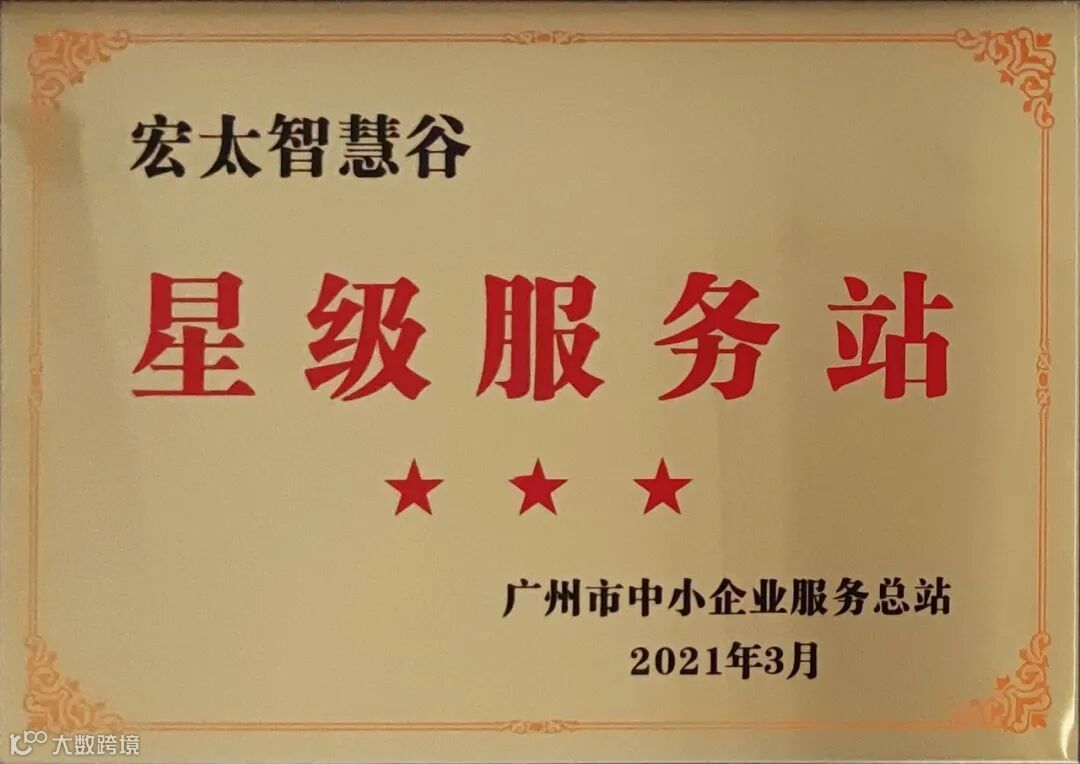 宏太智慧谷
星级服务站
★ ★ ★
广州市中小企业服务总站
2021年3月
大数跨境